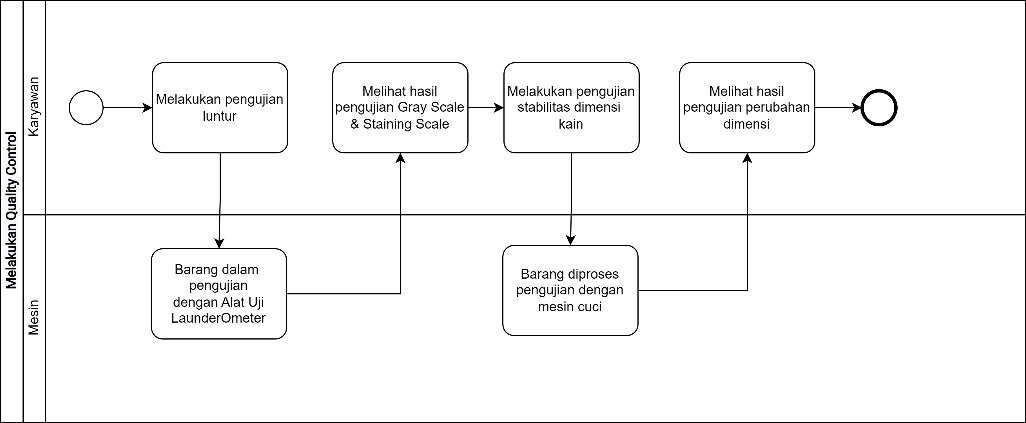 Melakukan Quality Control
Karyawan
Melakukan pengujian
luntur
Melihat hasil
pengujian Gray Scale
& Staining Scale
Melakukan pengujian
stabilitas dimensi
kain
Melihat hasil
pengujian perubahan
dimensi
Mesin
Barang dalam
pengujian
dengan Alat Uji
LaunderOmeter
Barang diproses
pengujian dengan
mesin cuci